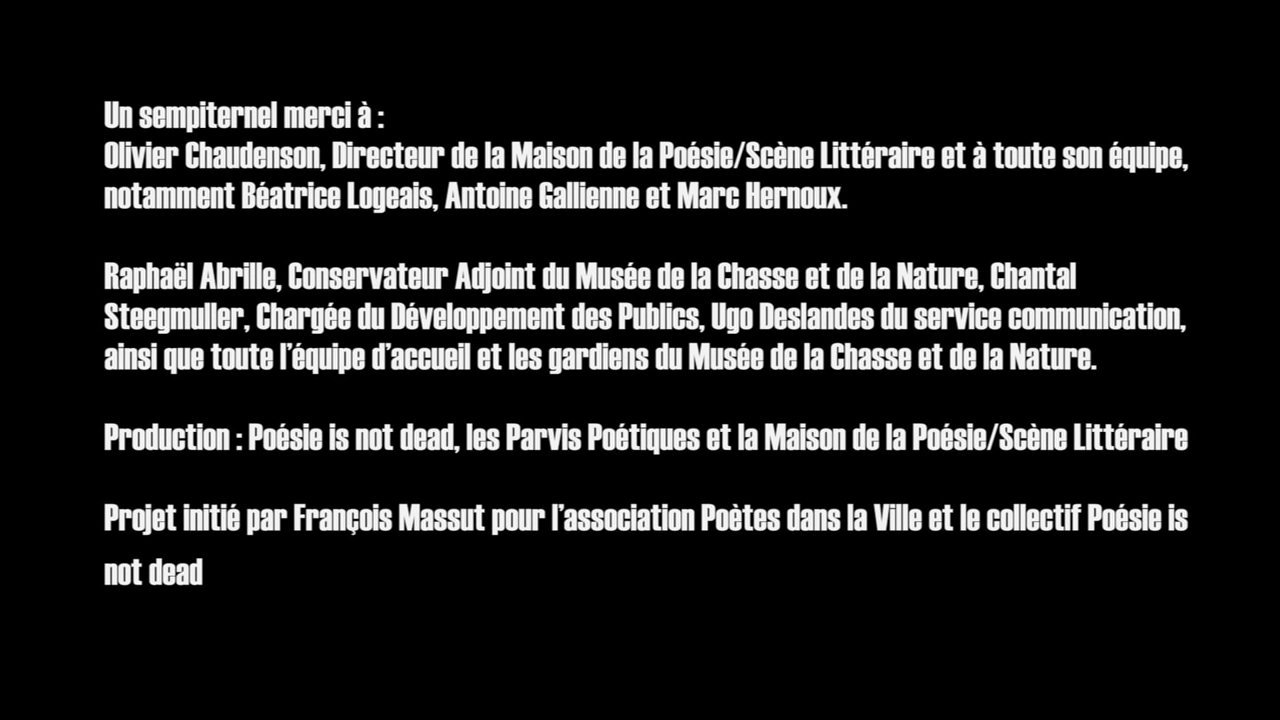 Un sempiternel merci à :
Olivier Chaudenson, Directeur de la Maison de la Poésie/Scène Littéraire et à toute son équipe,
notamment Béatrice Logeais, Antoine Gallienne et Marc Hernoux.
Raphaël Abrille, Conservateur Adjoint du Musée de la Chasse et de la Nature, Chantal
Steegmuller, Chargée du Développement des Publics, Ugo Deslandes du service communication,
ainsi que toute l’équipe d’accueil et les gardiens du Musée de la Chasse et de la Nature.
Production : Poésie is not dead, les Parvis Poétiques et la Maison de la Poésie/Scène Littéraire
Projet initié par François Massut pour l’association Poètes dans la Ville et le collectif Poésie is
not dead